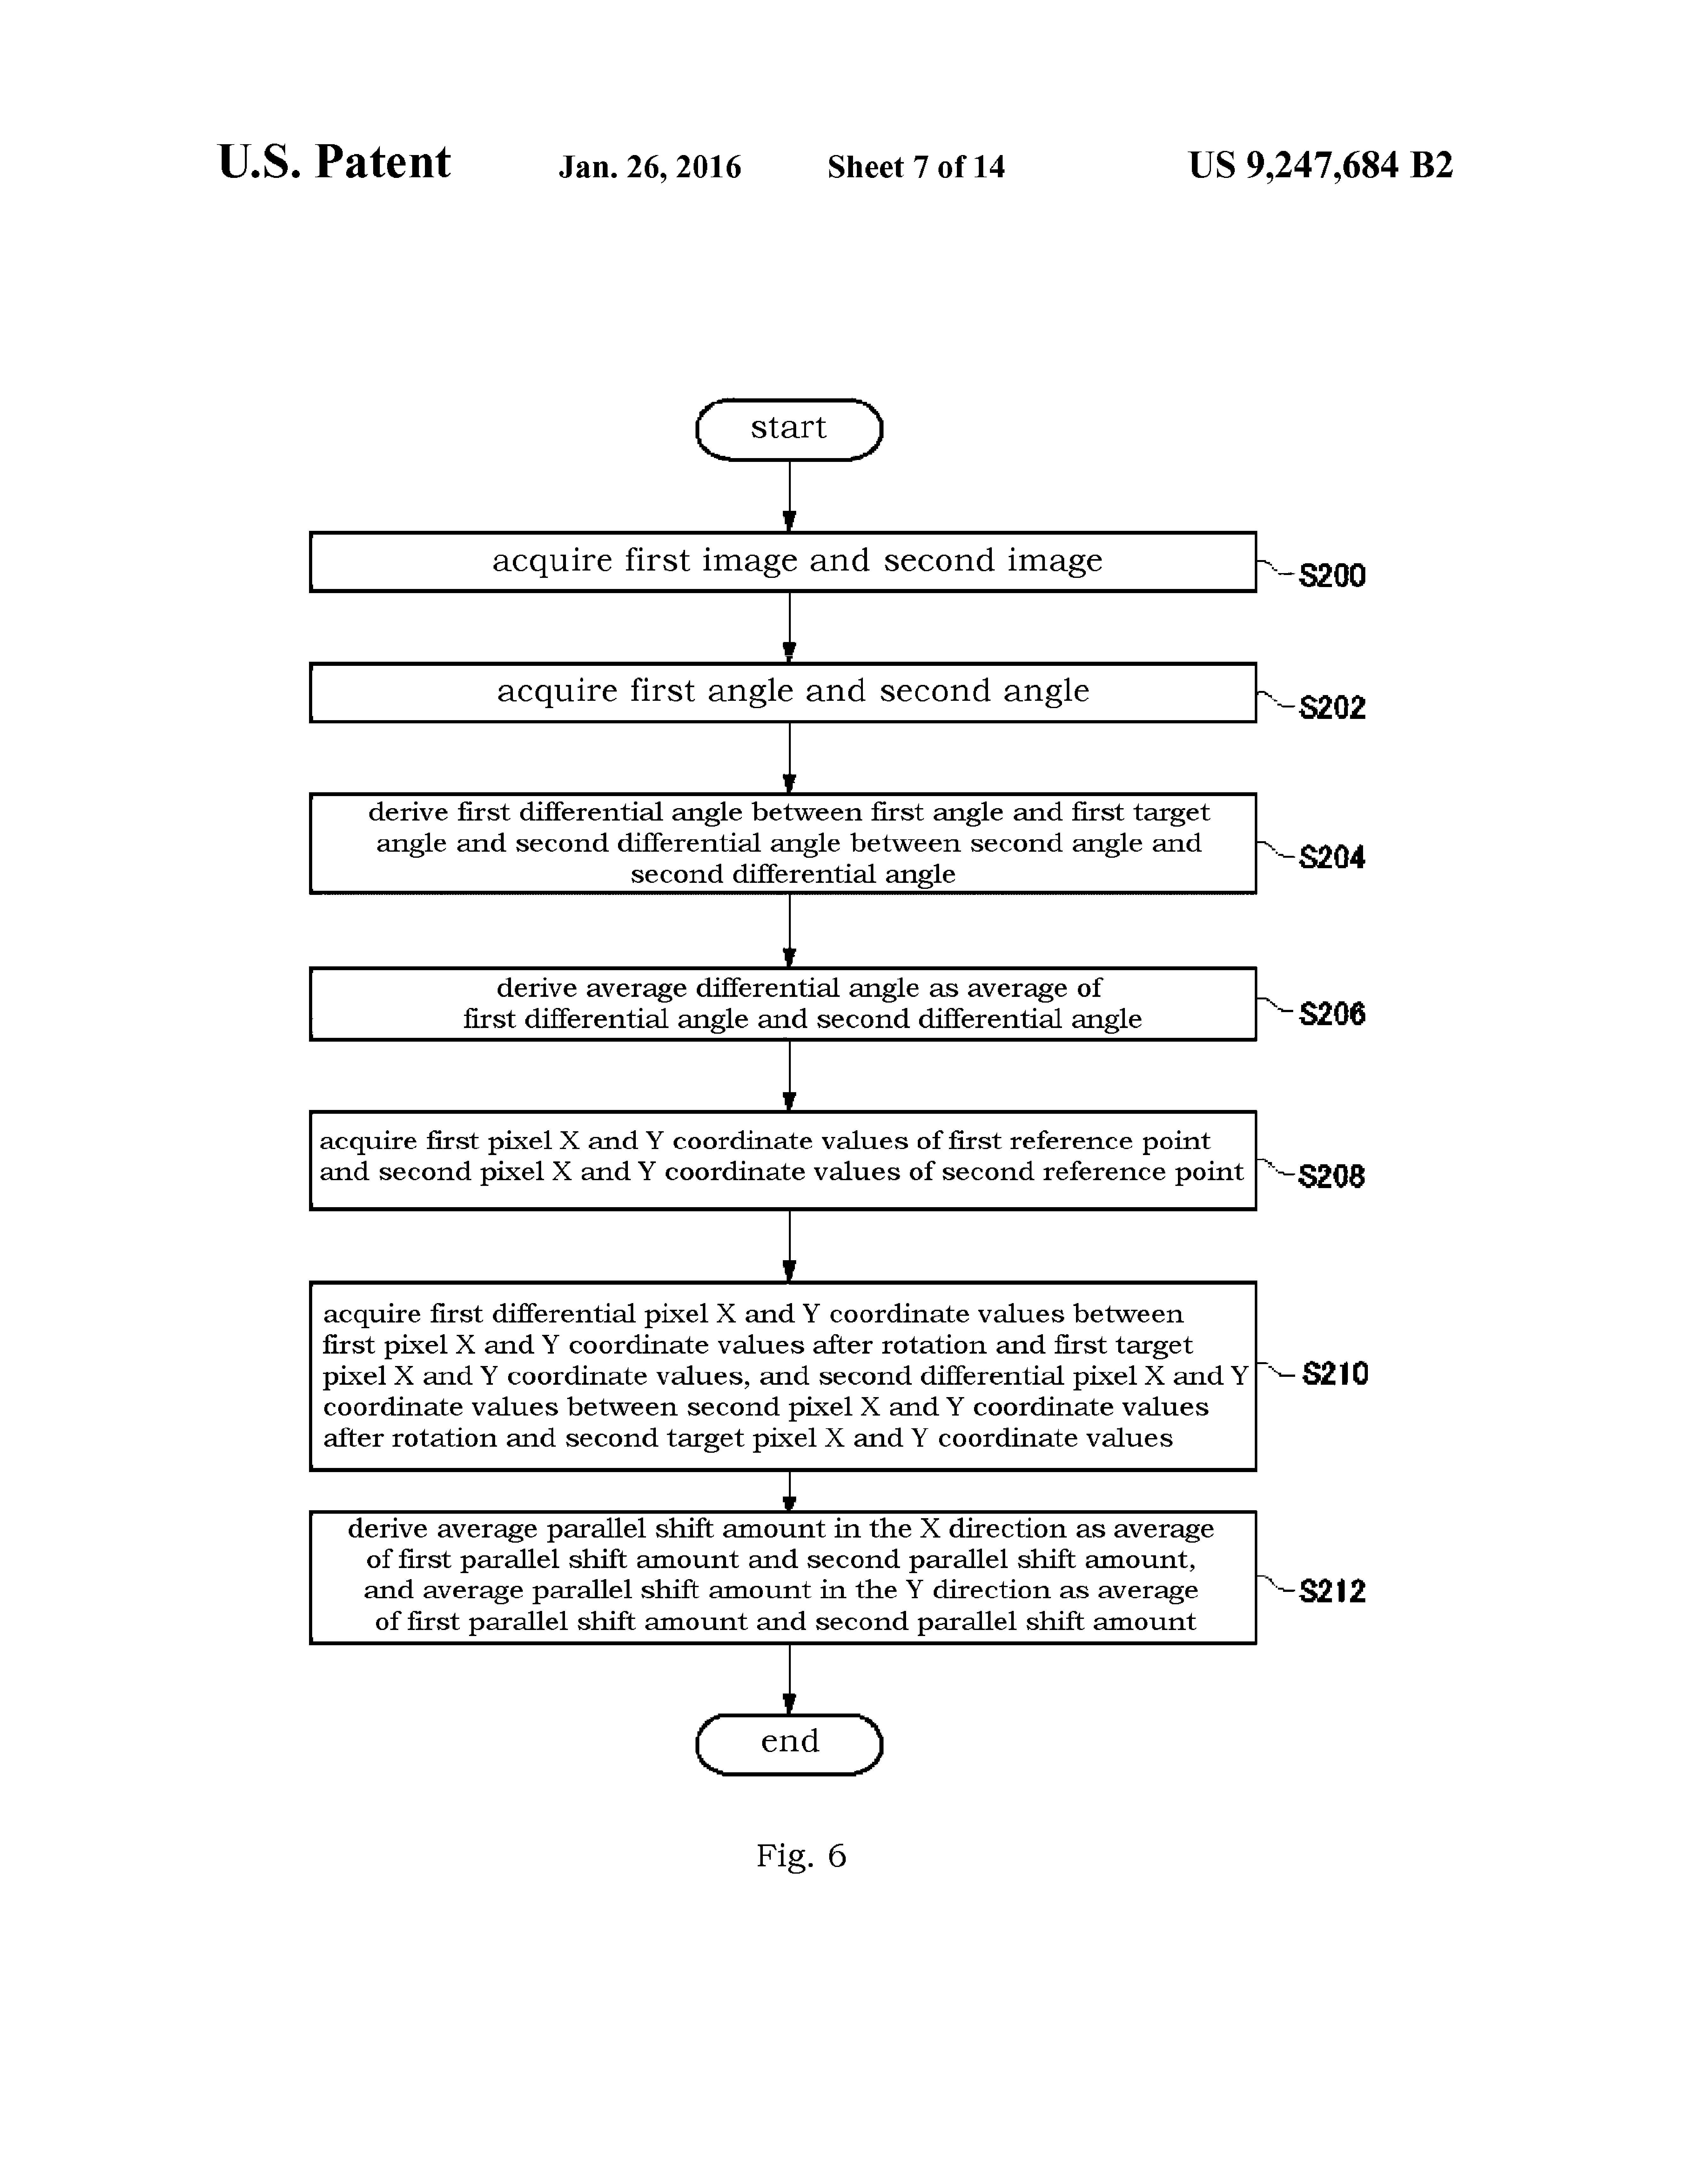 U.S. Patent Jan. 26, 2016 Sheet 7 of 14 US 9,247,684 B2
start
acquire first image and second image
S200
acquire first angle and second angle
S202
derive first differential angle between first angle and first target
angle and second differential angle between second angle and
second differential angle
S204
derive average differential angle as average of
first differential angle and second differential angle
S206
acquire first pixel X and Y coordinate values of first reference point
and second pixel X and Y coordinate values of second reference point
S208
acquire first differential pixel X and Y coordinate values between
first pixel X and Y coordinate values after rotation and first target
pixel X and Y coordinate values, and second differential pixel X and Y
coordinate values between second pixel X and Y coordinate values
after rotation and second target pixel X and Y coordinate values
S210
derive average parallel shift amount in the X direction as average
of first parallel shift amount and second parallel shift amount,
and average parallel shift amount in the Y direction as average
of first parallel shift amount and second parallel shift amount
S212
end
Fig. 6